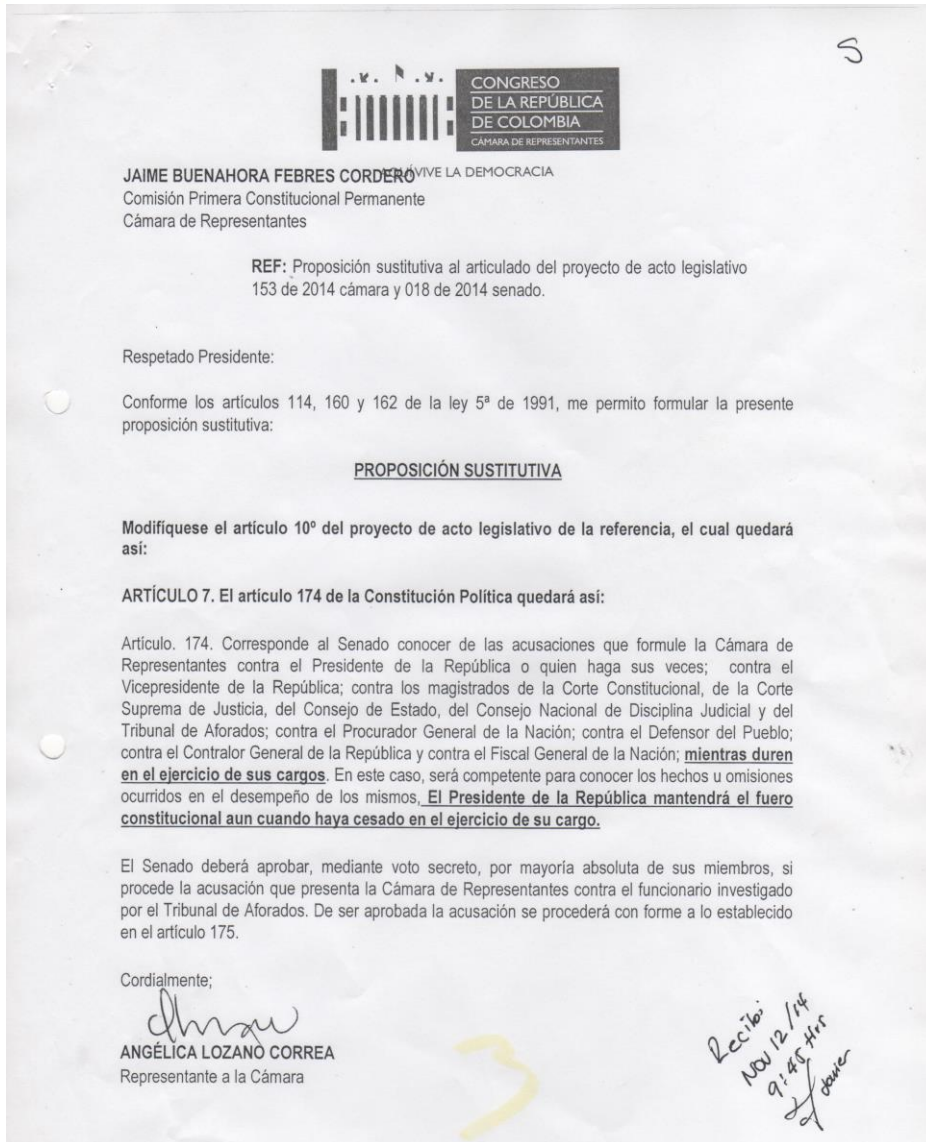 S
CONGRESO
DE LA REPÚBLICA
DE COLOMBIA
CÁMARA DE REPRESENTANTES
AQUÍ VIVE LA DEMOCRACIA
JAIME BUENAHORA FEBRES CORDERO
Comisión Primera Constitucional Permanente
Cámara de Representantes
REF: Proposición sustitutiva al articulado del proyecto de acto legislativo
153 de 2014 cámara y 018 de 2014 senado.
Respetado Presidente:
Conforme los artículos 114, 160 y 162 de la ley 5ª de 1991, me permito formular la presente
proposición sustitutiva:
PROPOSICIÓN SUSTITUTIVA
Modifíquese el artículo 10º del proyecto de acto legislativo de la referencia, el cual quedará
así:
ARTÍCULO 7. El artículo 174 de la Constitución Política quedará así:
Artículo. 174. Corresponde al Senado conocer de las acusaciones que formule la Cámara de
Representantes contra el Presidente de la República o quien haga sus veces; contra el
Vicepresidente de la República; contra los magistrados de la Corte Constitucional, de la Corte
Suprema de Justicia, del Consejo de Estado, del Consejo Nacional de Disciplina Judicial y del
Tribunal de Aforados; contra el Procurador General de la Nación; contra el Defensor del Pueblo;
contra el Contralor General de la República y contra el Fiscal General de la Nación; mientras duren
en el ejercicio de sus cargos. En este caso, será competente para conocer los hechos u omisiones
ocurridos en el desempeño de los mismos, El Presidente de la República mantendrá el fuero
constitucional aun cuando haya cesado en el ejercicio de su cargo.
El Senado deberá aprobar, mediante voto secreto, por mayoría absoluta de sus miembros, si
procede la acusación que presenta la Cámara de Representantes contra el funcionario investigado
por el Tribunal de Aforados. De ser aprobada la acusación se procederá con forme a lo establecido
en el artículo 175.
Cordialmente;
ANGÉLICA LOZANO CORREA
Representante a la Cámara
3
Recibi
Nov 12/14
9:45 Hrs
Javier